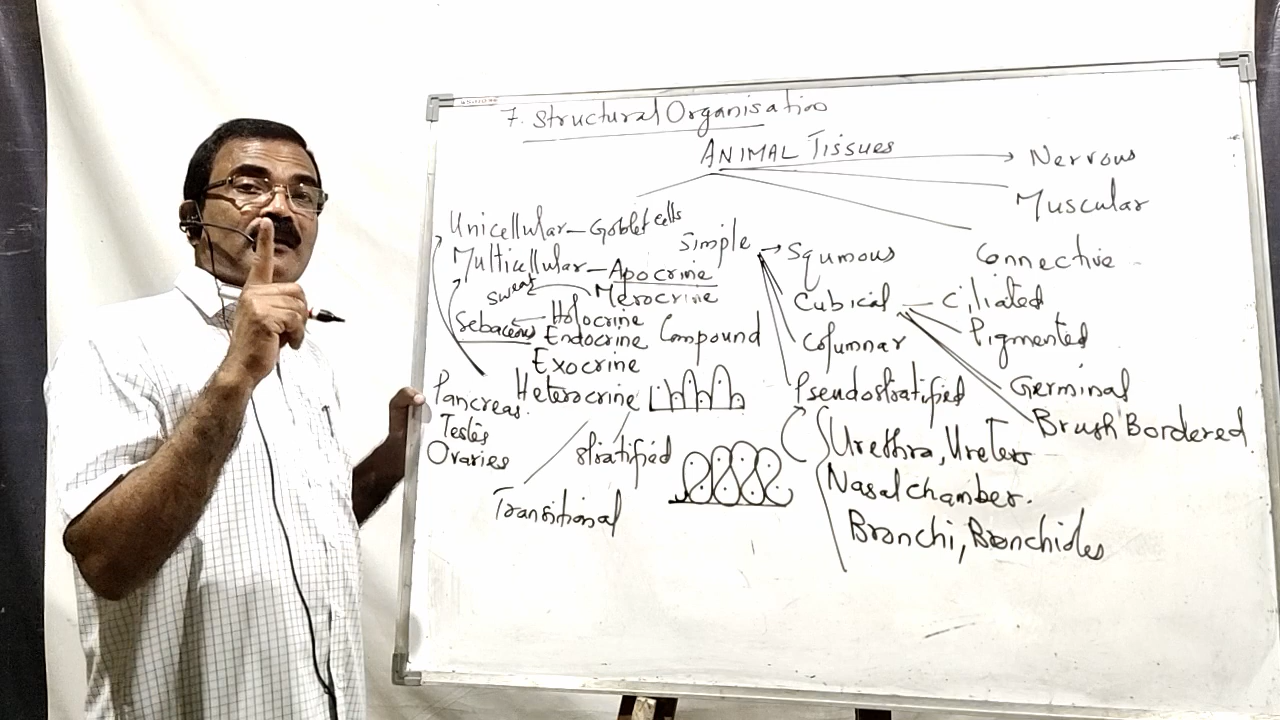 7. Structural Organisation
ANIMAL TISSUES
Nervous
Muscular
Connective
Unicellular - Goblet cells
Multicellular - Apocrine
Sweat Merocrine
Sebaceous Holocrine
Endocrine
Exocrine
Heterocrine
Pancreas.
Testis
Ovaries
Simple
Squmous
Cubical
Columnar
Pseudostratified
Ciliated
Pigmented
Germinal
Brush Bordered
Compound
Stratified
Transitional
Urethra, Ureters
Nasal chamber.
Bronchi, Bronchioles